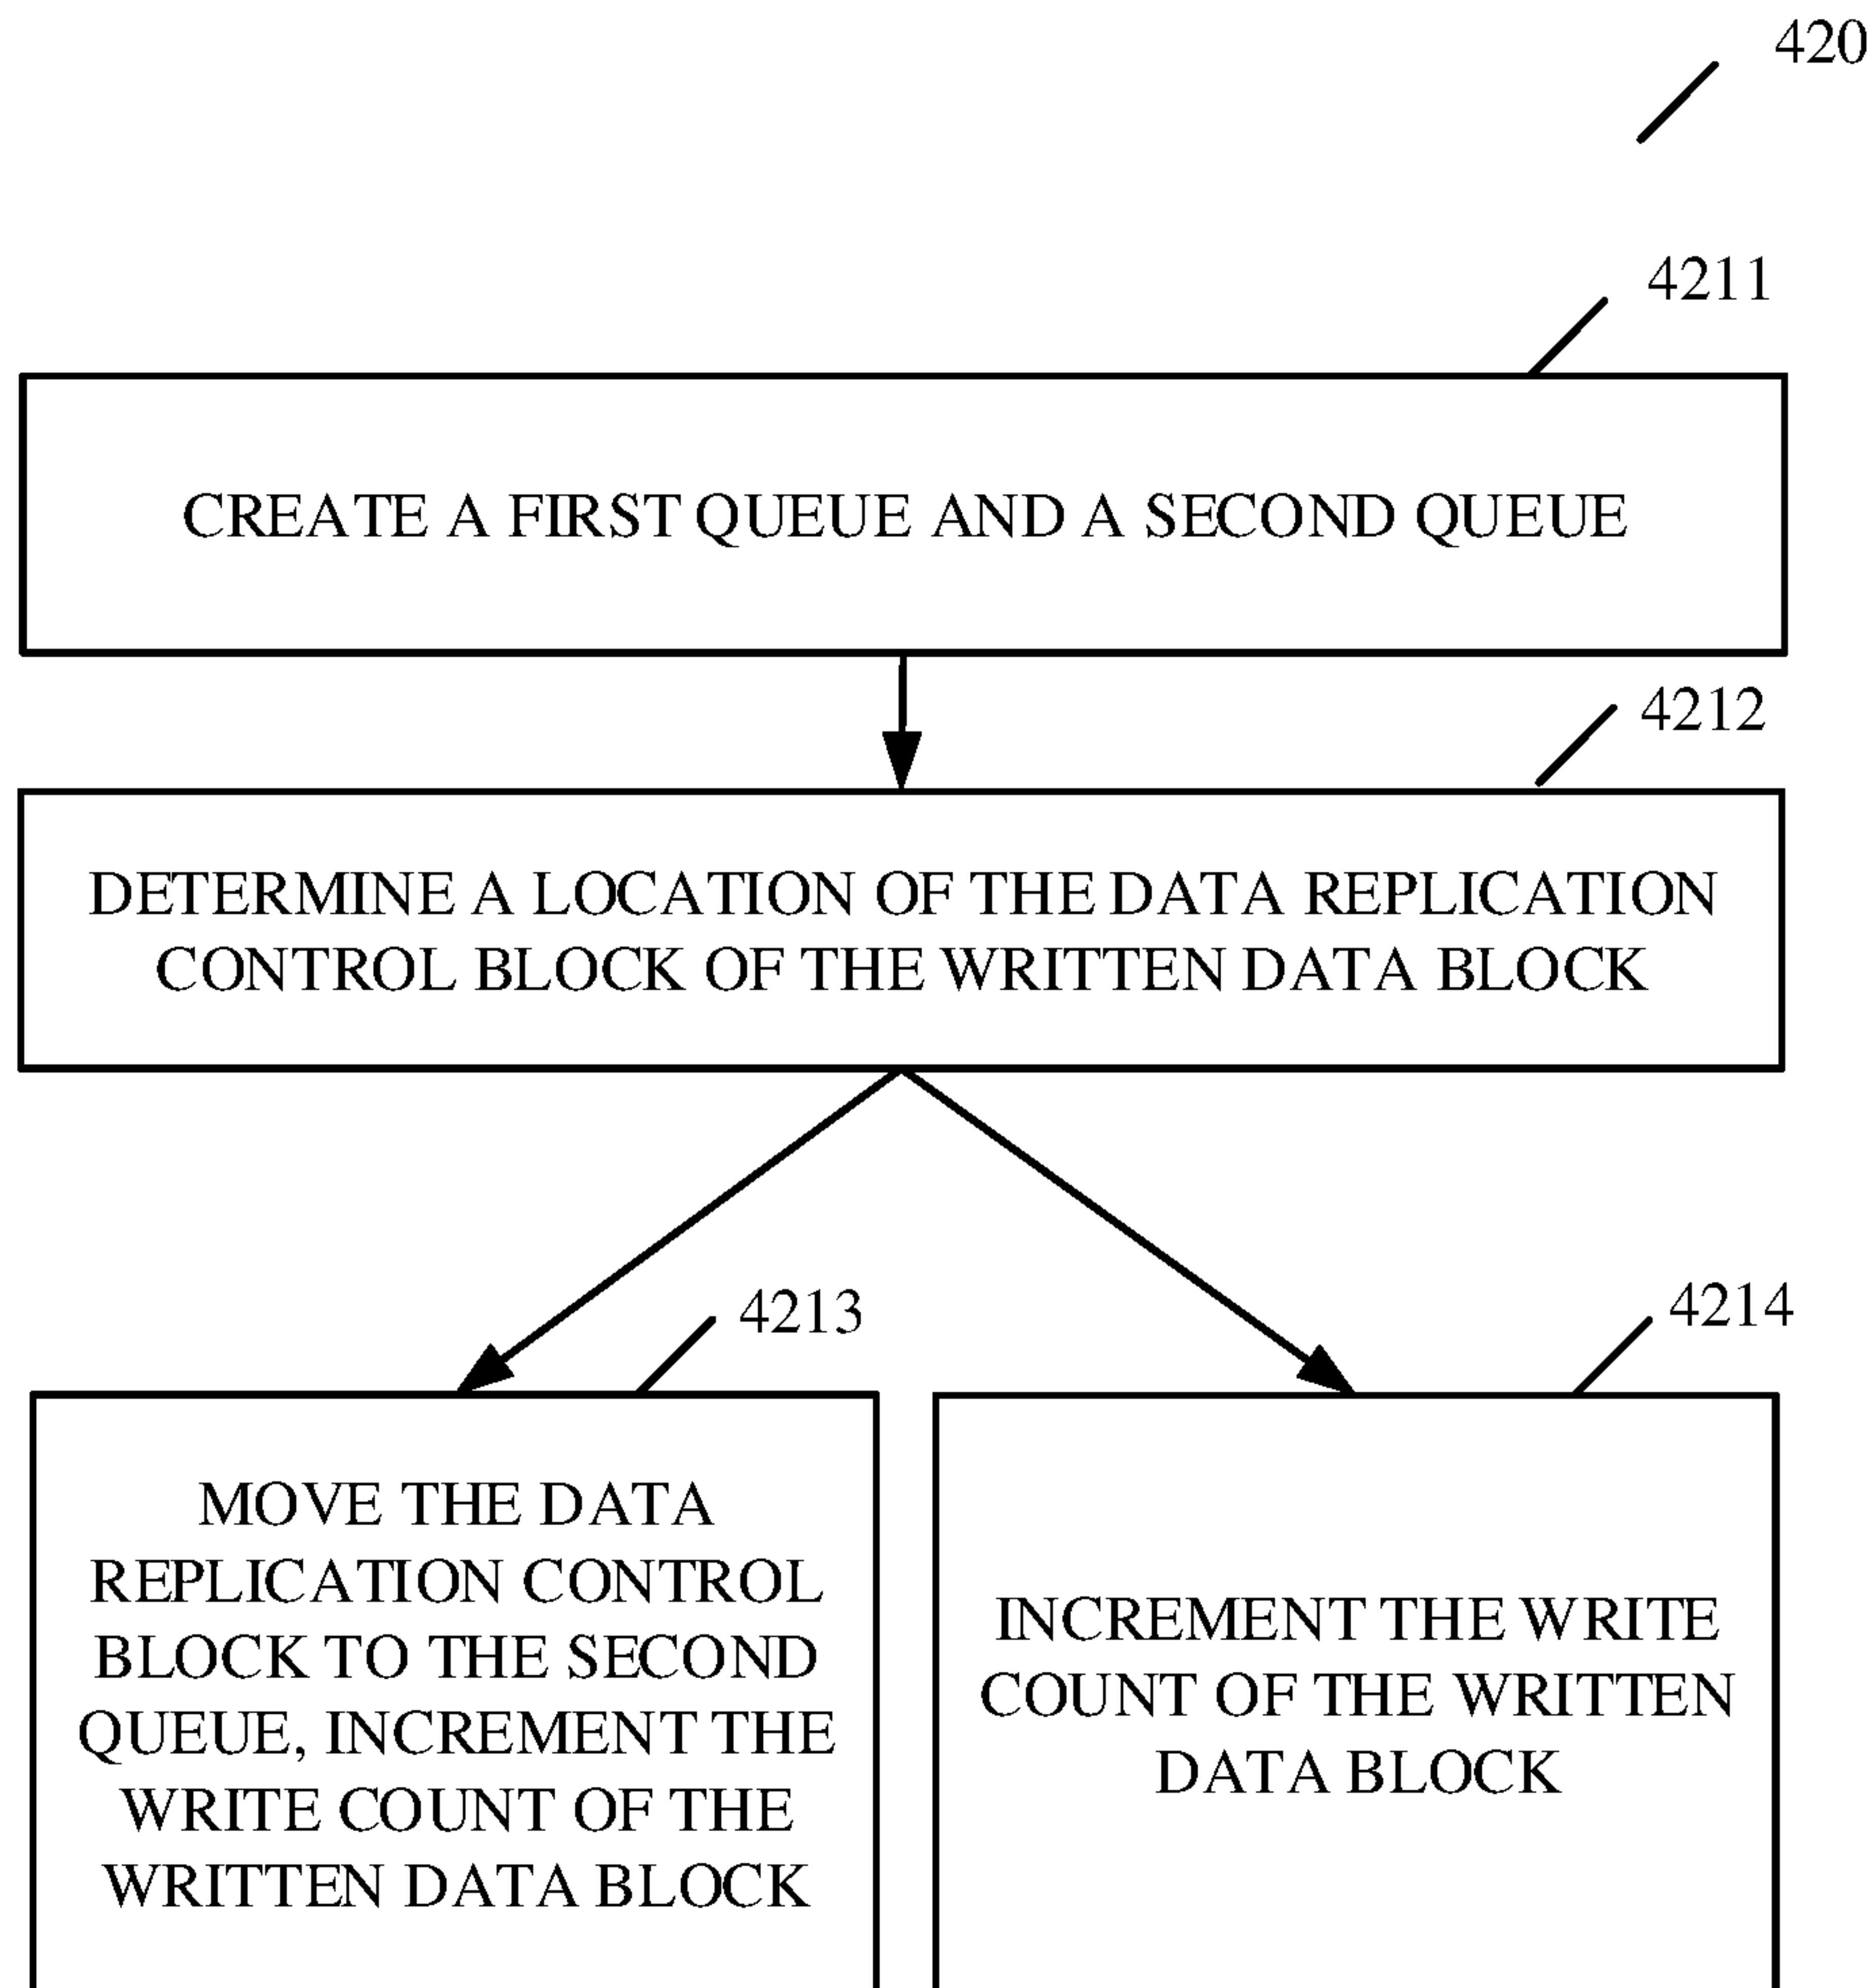 420
4211
CREATE A FIRST QUEUE AND A SECOND QUEUE
4212
DETERMINE A LOCATION OF THE DATA REPLICATION
CONTROL BLOCK OF THE WRITTEN DATA BLOCK
4213
MOVE THE DATA
REPLICATION CONTROL
BLOCK TO THE SECOND
QUEUE, INCREMENT THE
WRITE COUNT OF THE
WRITTEN DATA BLOCK
4214
INCREMENT THE WRITE
COUNT OF THE WRITTEN
DATA BLOCK